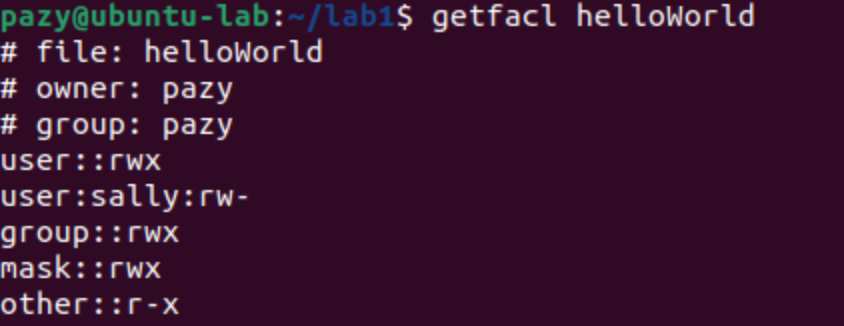 pazy@ubuntu-lab:~/lab1$ getfacl helloWorld
# file: helloWorld
# owner: pazy
# group: pazy
user::rwx
user:sally:rw-
group::rwx
mask::rwx
other::r-x